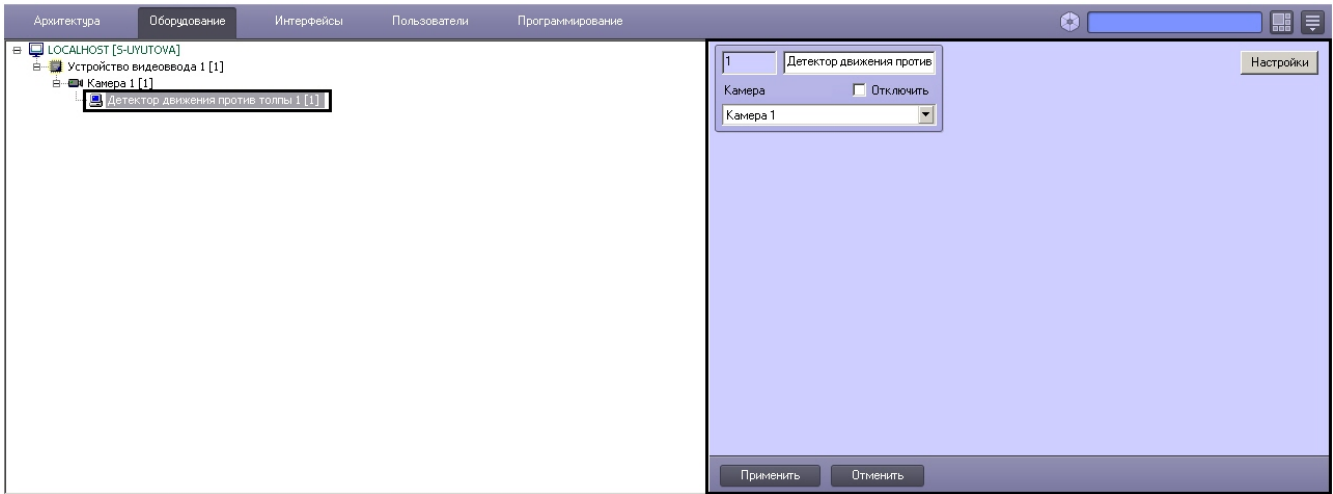 Архитектура Оборудование Интерфейсы Пользователи Программирование
LOCALHOST [S-UYUTOVA]
Устройство видеоввода 1 [1]
Камера 1 [1]
Детектор движения против толпы 1 [1]
1 Детектор движения против Настройки
Камера Отключить
Камера 1
Применить Отменить